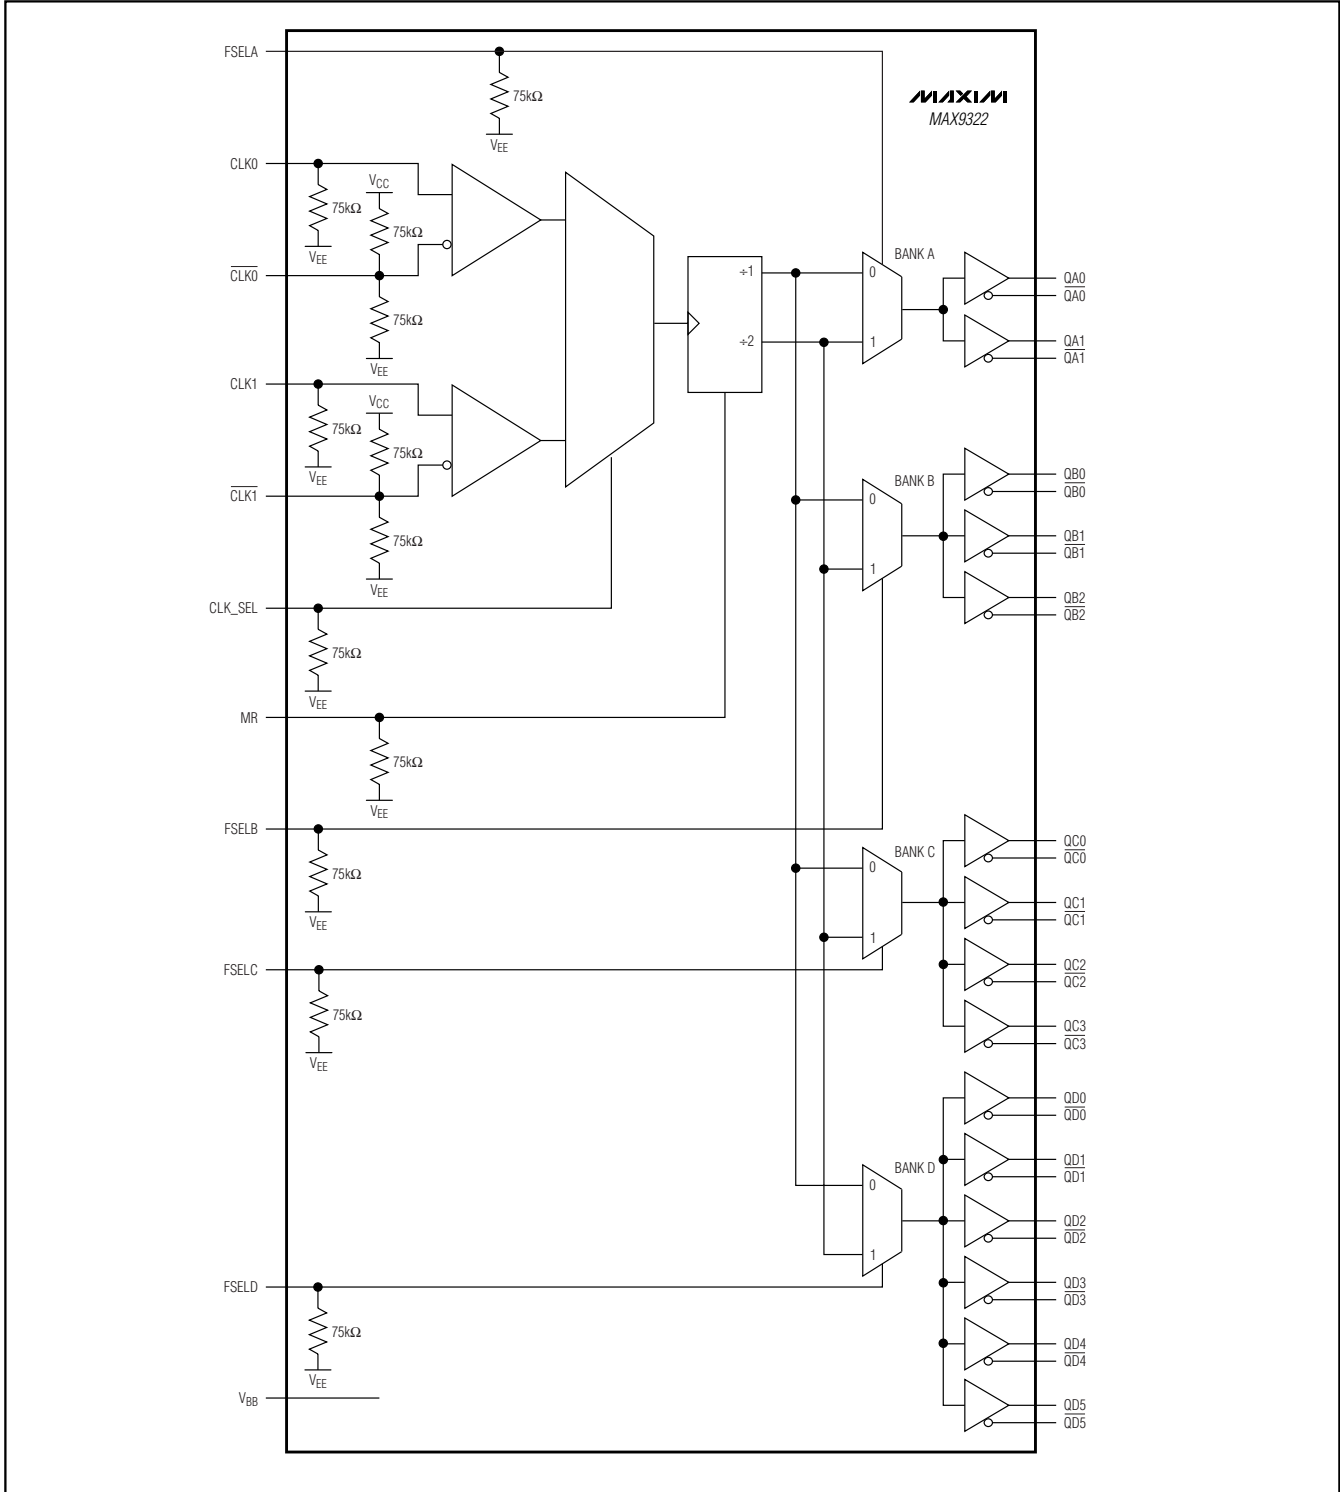 FSELA
75kΩ
VEE
MAXIM
MAX9322
CLK0
75kΩ
VEE
VCC
75kΩ
CLK0
75kΩ
VEE
CLK1
75kΩ
VEE
VCC
75kΩ
CLK1
75kΩ
VEE
CLK_SEL
75kΩ
VEE
MR
75kΩ
VEE
FSELB
75kΩ
VEE
FSELC
75kΩ
VEE
FSELD
75kΩ
VEE
VBB
÷1
÷2
BANK A
0
1
QA0
QA0
QA1
QA1
BANK B
0
1
QB0
QB0
QB1
QB1
QB2
QB2
BANK C
0
1
QC0
QC0
QC1
QC1
QC2
QC2
QC3
QC3
BANK D
0
1
QD0
QD0
QD1
QD1
QD2
QD2
QD3
QD3
QD4
QD4
QD5
QD5